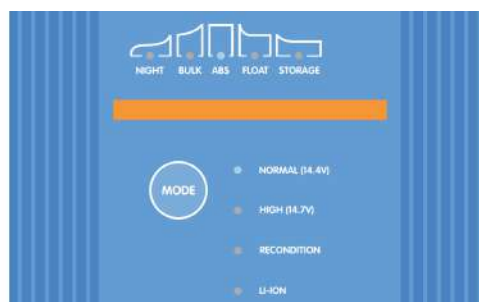 NIGHT BULK ABS FLOAT STORAGE
MODE
NORMAL (14.4V)
HIGH (14.7V)
RECONDITION
LI-ION